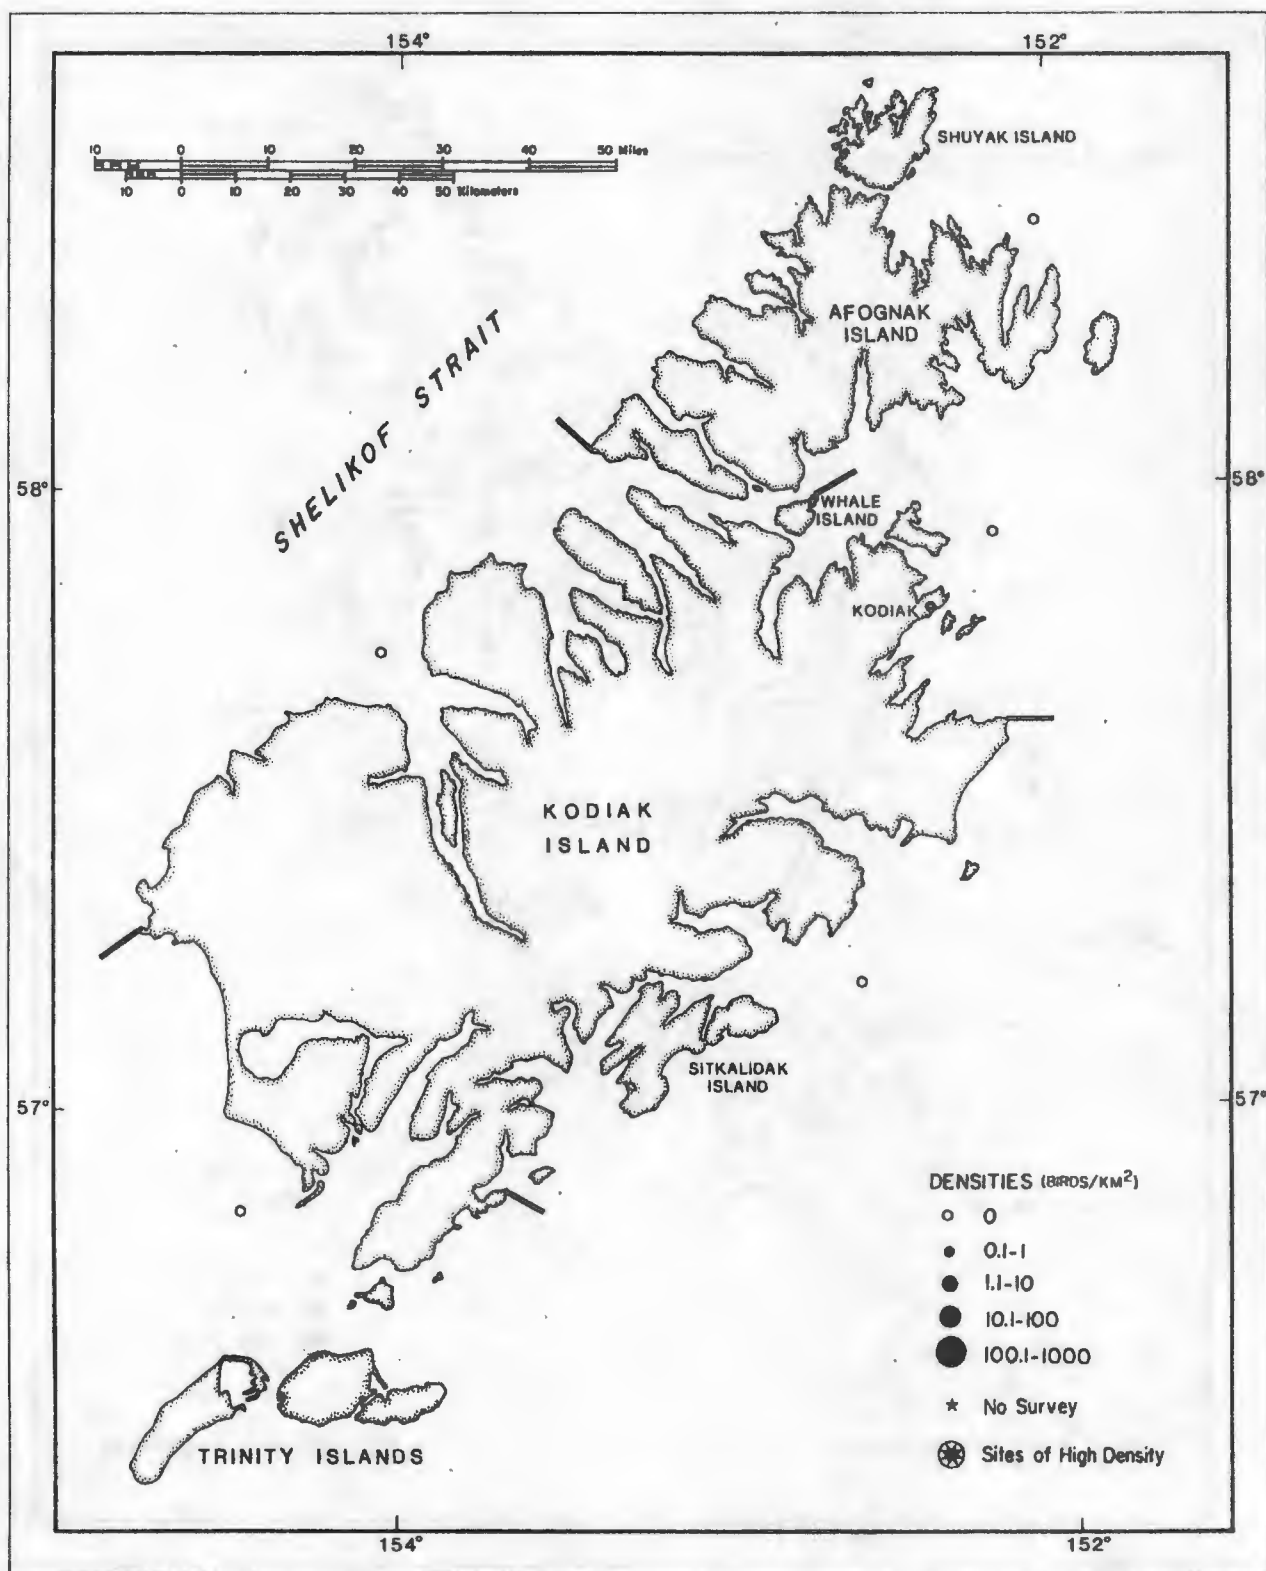 154° 152°
10 0 10 20 30 40 50 Miles
10 0 10 20 30 40 50 Kilometers
SHUYAK ISLAND
AFOGNAK
ISLAND
SHELIKOF STRAIT
58° 58°
WHALE
ISLAND
KODIAK
KODIAK
ISLAND
SITKALIDAK
ISLAND
57° 57°
DENSITIES (BIRDS/KM²)
0
0.1-1
1.1-10
10.1-100
100.1-1000
No Survey
Sites of High Density
TRINITY ISLANDS
154° 152°